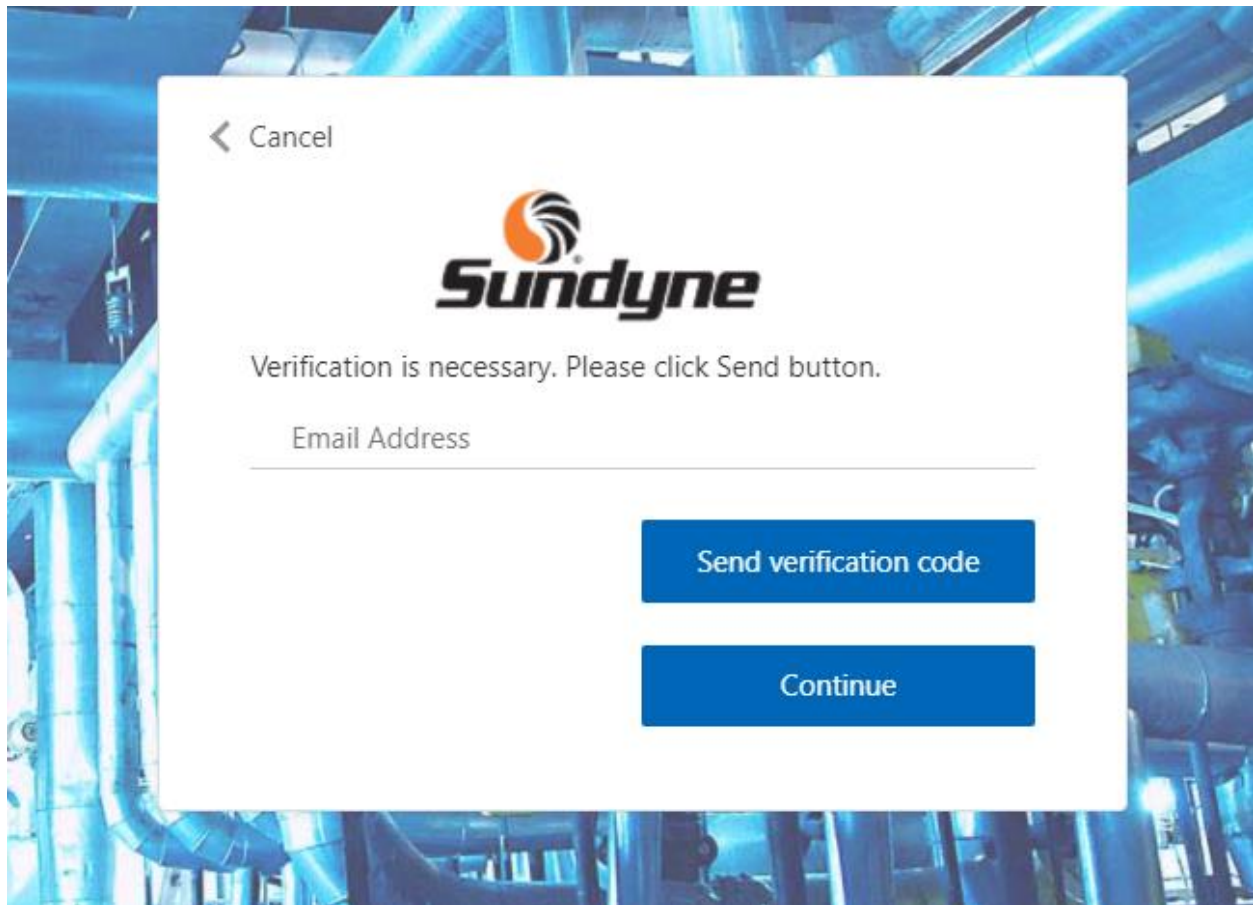 Cancel
Sundyne
Verification is necessary. Please click Send button.
Email Address
Send verification code
Continue